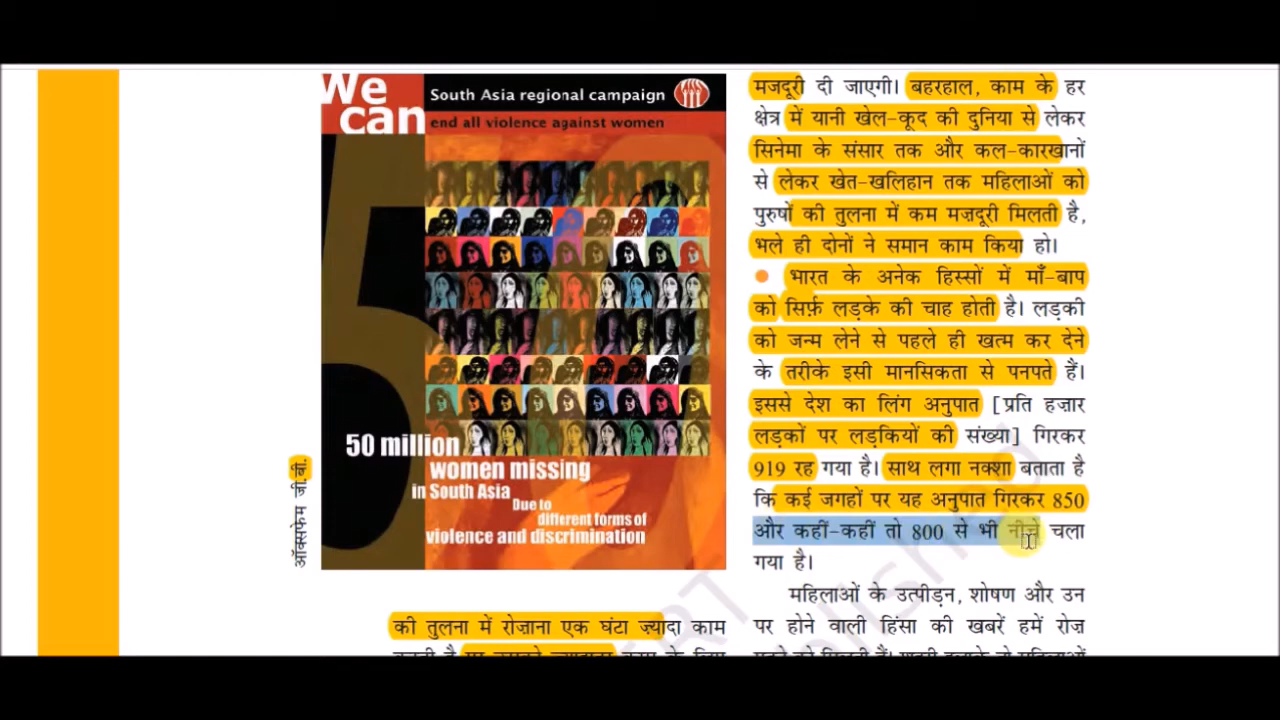 We
can
South Asia regional campaign
end all violence against women
50
50 million
women missing
in South Asia
Due to
different forms of
violence and discrimination
ऑक्सफेम जी.बी.
की तुलना में रोज़ाना एक घंटा ज़्यादा काम
मजदूरी दी जाएगी। बहरहाल, काम के हर
क्षेत्र में यानी खेल-कूद की दुनिया से लेकर
सिनेमा के संसार तक और कल-कारखानों
से लेकर खेत-खलिहान तक महिलाओं को
पुरुषों की तुलना में कम मज़दूरी मिलती है,
भले ही दोनों ने समान काम किया हो।
● भारत के अनेक हिस्सों में माँ-बाप
को सिर्फ़ लड़के की चाह होती है। लड़की
को जन्म लेने से पहले ही खत्म कर देने
के तरीके इसी मानसिकता से पनपते हैं।
इससे देश का लिंग अनुपात [प्रति हज़ार
लड़कों पर लड़कियों की संख्या] गिरकर
919 रह गया है। साथ लगा नक्शा बताता है
कि कई जगहों पर यह अनुपात गिरकर 850
और कहीं-कहीं तो 800 से भी नीचे चला
गया है।
महिलाओं के उत्पीड़न, शोषण और उन
पर होने वाली हिंसा की खबरें हमें रोज़